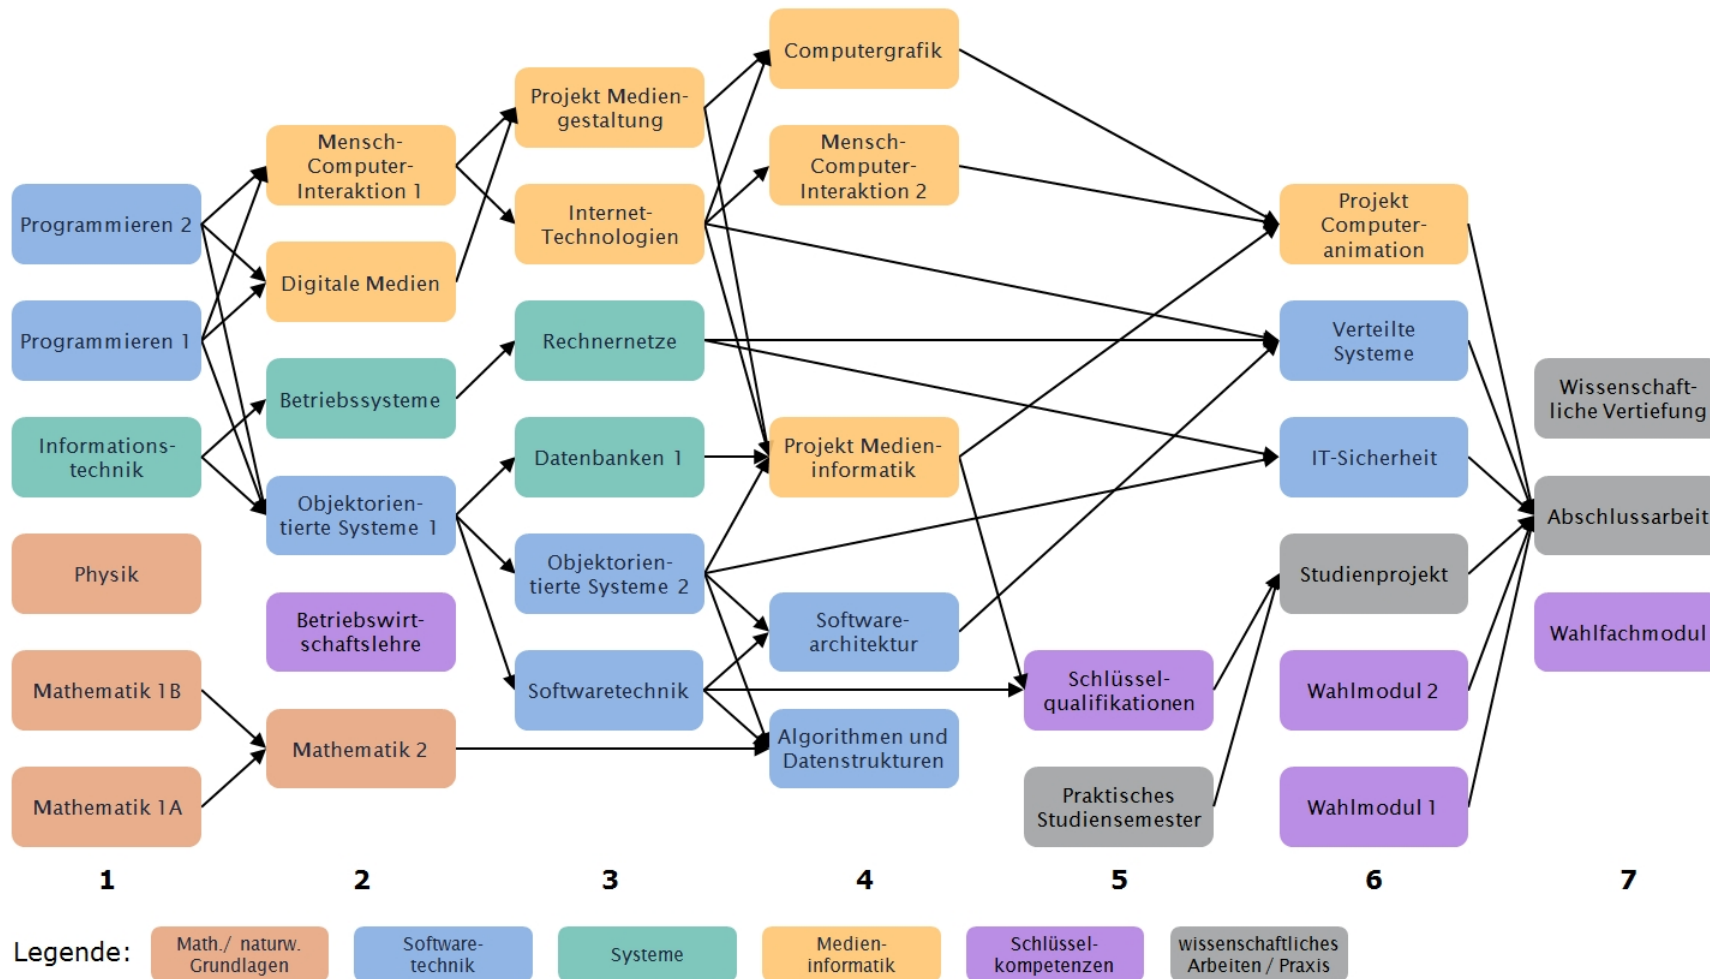 Programmieren 2
Programmieren 1
Informations-
technik
Physik
Mathematik 1B
Mathematik 1A
1
Mensch-
Computer-
Interaktion 1
Digitale Medien
Betriebssysteme
Objektorien-
tierte Systeme 1
Betriebswirt-
schaftslehre
Mathematik 2
2
Projekt Medien-
gestaltung
Internet-
Technologien
Rechnernetze
Datenbanken 1
Objektorien-
tierte Systeme 2
Softwaretechnik
3
Computergrafik
Mensch-
Computer-
Interaktion 2
Projekt Medien-
informatik
Software-
architektur
Algorithmen und
Datenstrukturen
4
Schlüssel-
qualifikationen
Praktisches
Studiensemester
5
Projekt
Computer-
animation
Verteilte
Systeme
IT-Sicherheit
Studienprojekt
Wahlmodul 2
Wahlmodul 1
6
Wissenschaft-
liche Vertiefung
Abschlussarbeit
Wahlfachmodul
7
Legende:
Math./ naturw.
Grundlagen
Software-
technik
Systeme
Medien-
informatik
Schlüssel-
kompetenzen
wissenschaftliches
Arbeiten / Praxis